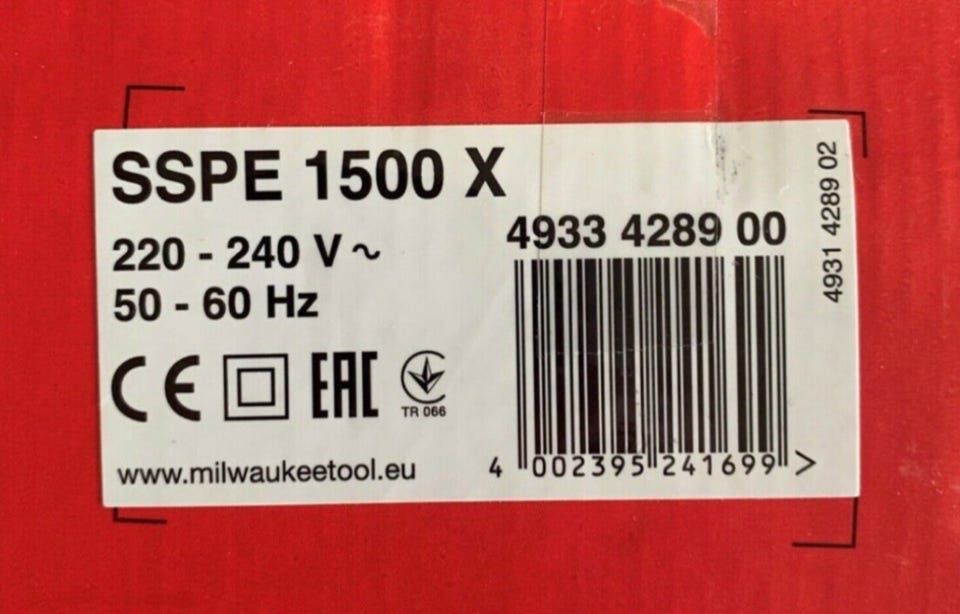 SSPE 1500 X
220 - 240 V ~
50 - 60 Hz
CE EAC
TR 066
www.milwaukeetool.eu
4933 4289 00
4 002395 241699 >
4931 4289 02